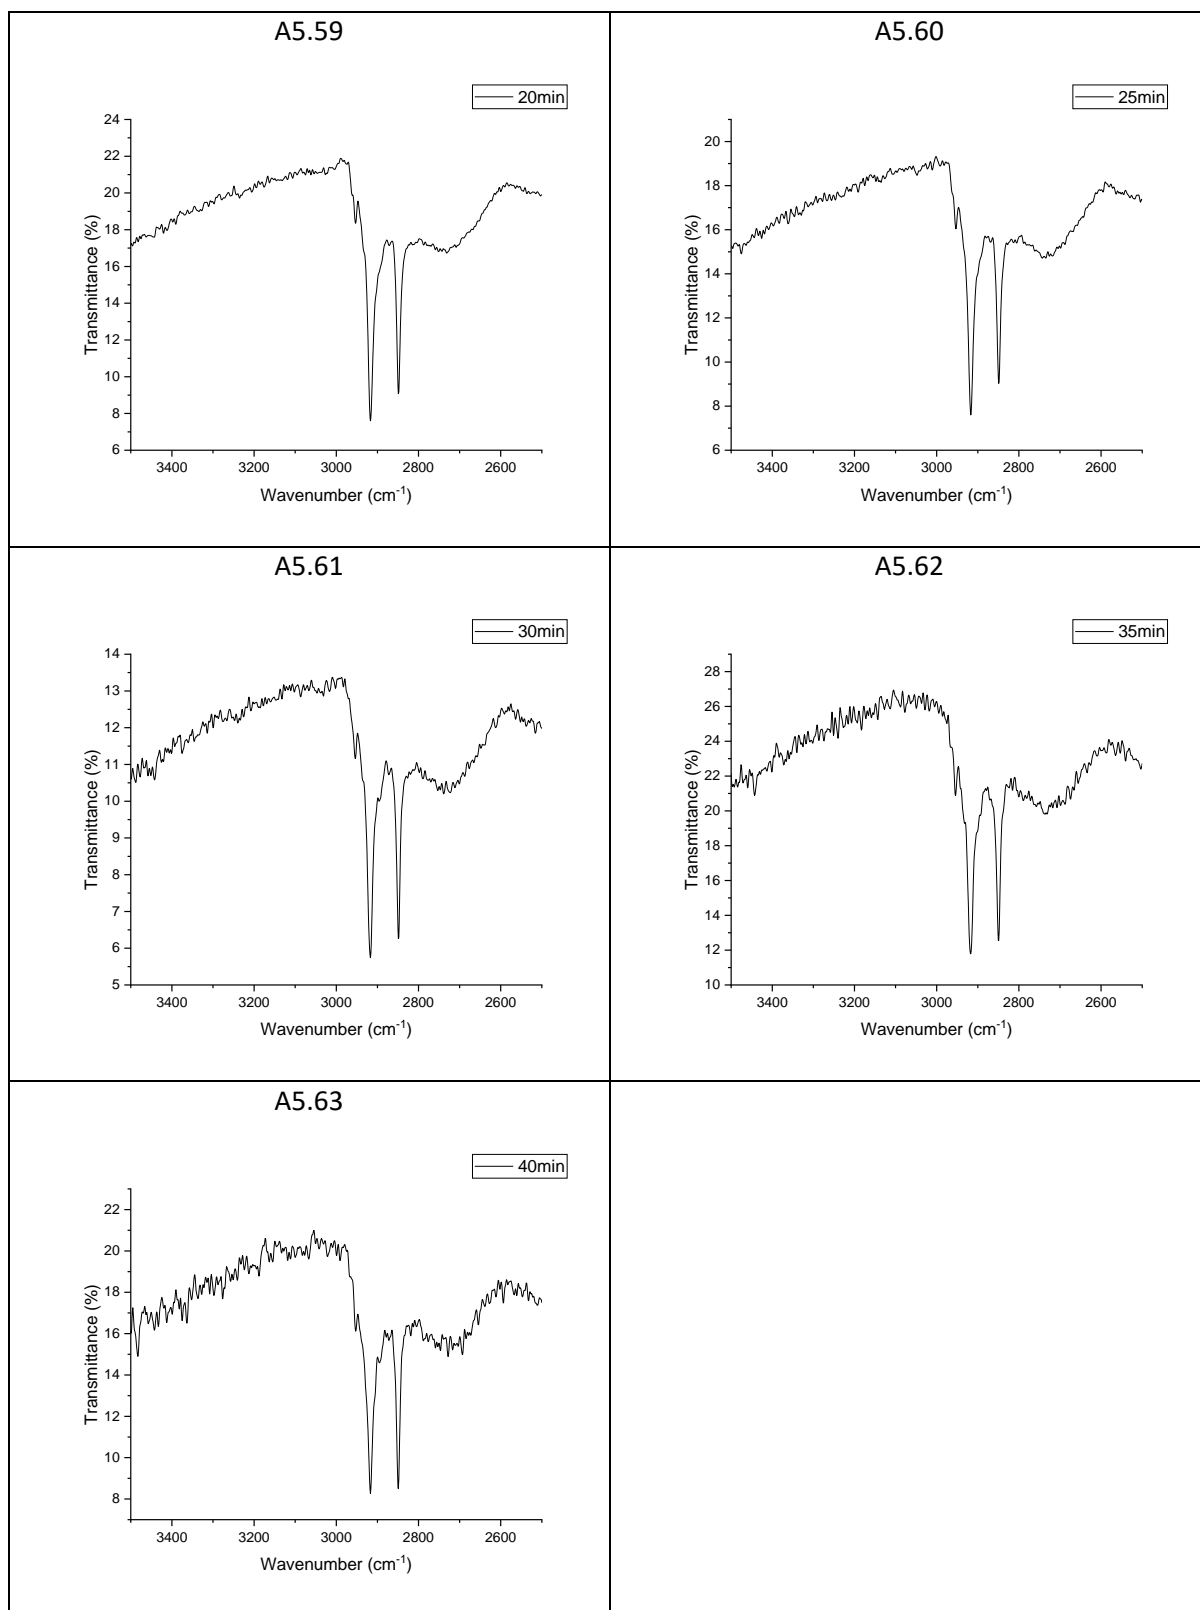 A5.59
20min
24
22
20
18
16
14
12
10
8
6
Transmittance (%)
3400 3200 3000 2800 2600
Wavenumber (cm⁻¹)
A5.60
25min
20
18
16
14
12
10
8
6
Transmittance (%)
3400 3200 3000 2800 2600
Wavenumber (cm⁻¹)
A5.61
30min
14
13
12
11
10
9
8
7
6
5
Transmittance (%)
3400 3200 3000 2800 2600
Wavenumber (cm⁻¹)
A5.62
35min
28
26
24
22
20
18
16
14
12
10
Transmittance (%)
3400 3200 3000 2800 2600
Wavenumber (cm⁻¹)
A5.63
40min
22
20
18
16
14
12
10
8
Transmittance (%)
3400 3200 3000 2800 2600
Wavenumber (cm⁻¹)